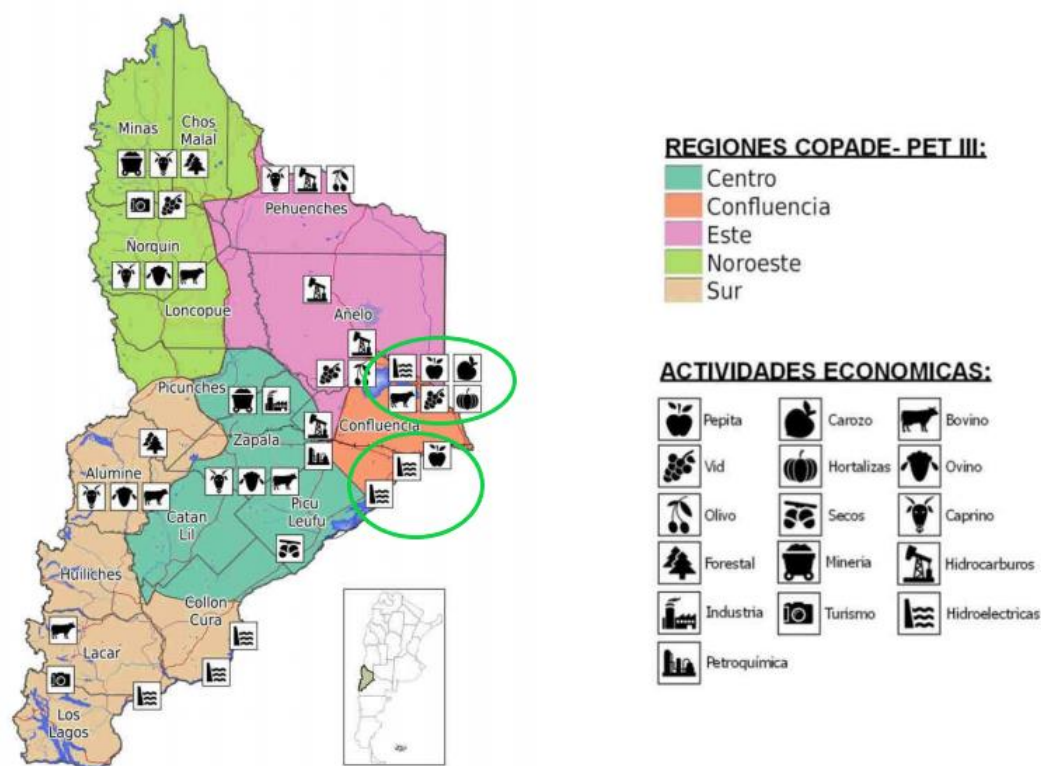 Minas
Chos
Malal
Pehuenches
Ñorquin
Loncopue
Añelo
Picunches
Confluencia
Zapala
Alumine
Picu
Leufu
Catan
Lil
Huiliches
Collon
Cura
Lacar
Los
Lagos
REGIONES COPADE- PET III:
Centro
Confluencia
Este
Noroeste
Sur
ACTIVIDADES ECONOMICAS:
Pepita
Carozo
Bovino
Vid
Hortalizas
Ovino
Olivo
Secos
Caprino
Forestal
Mineria
Hidrocarburos
Industria
Turismo
Hidroelectricas
Petroquímica